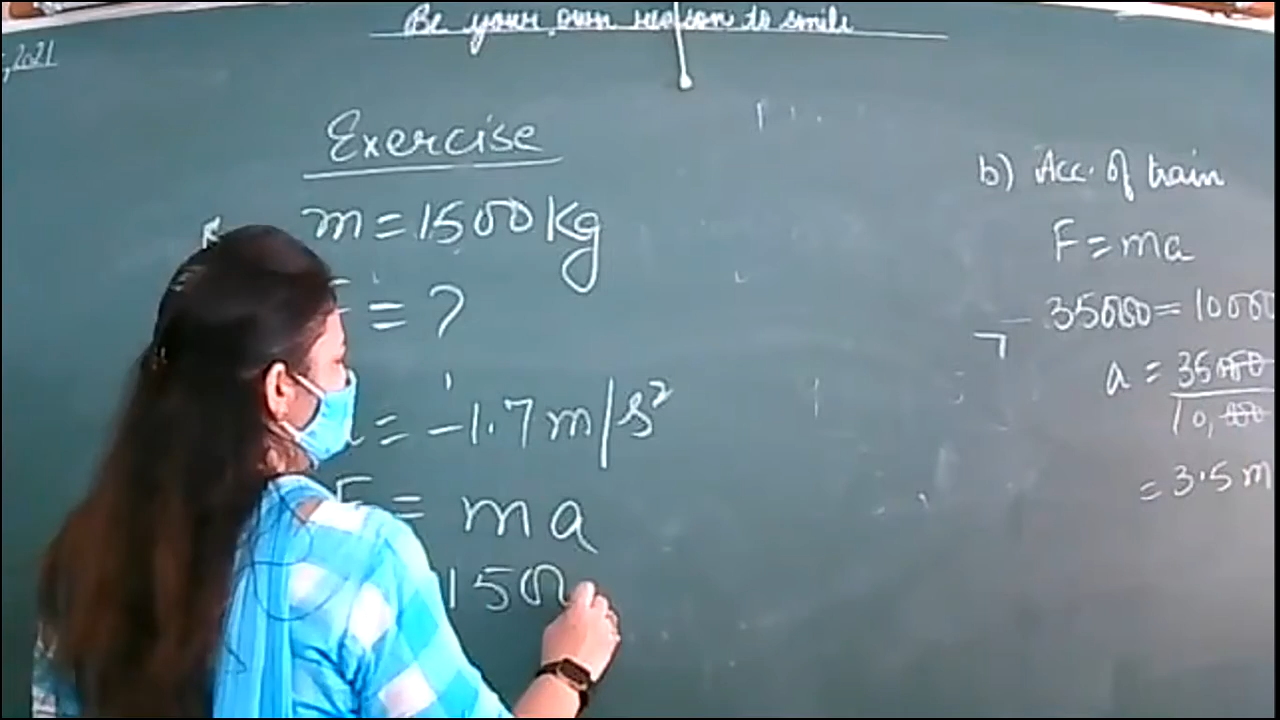 Be your own reason to smile
, 2021
Exercise
m = 1500 kg
F = ?
= -1.7 m/s²
F = ma
150
b) Acc. of train
F = ma
35000 = 10000
a = 35000
10,000
= 3.5 m